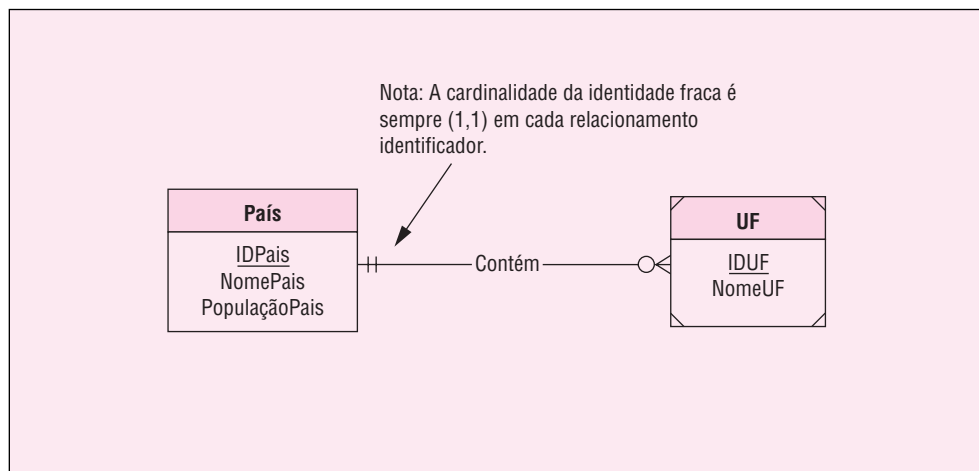 Nota: A cardinalidade da identidade fraca é
sempre (1,1) em cada relacionamento
identificador.
País
IDPais
NomePais
PopulaçãoPais
Contém
UF
IDUF
NomeUF